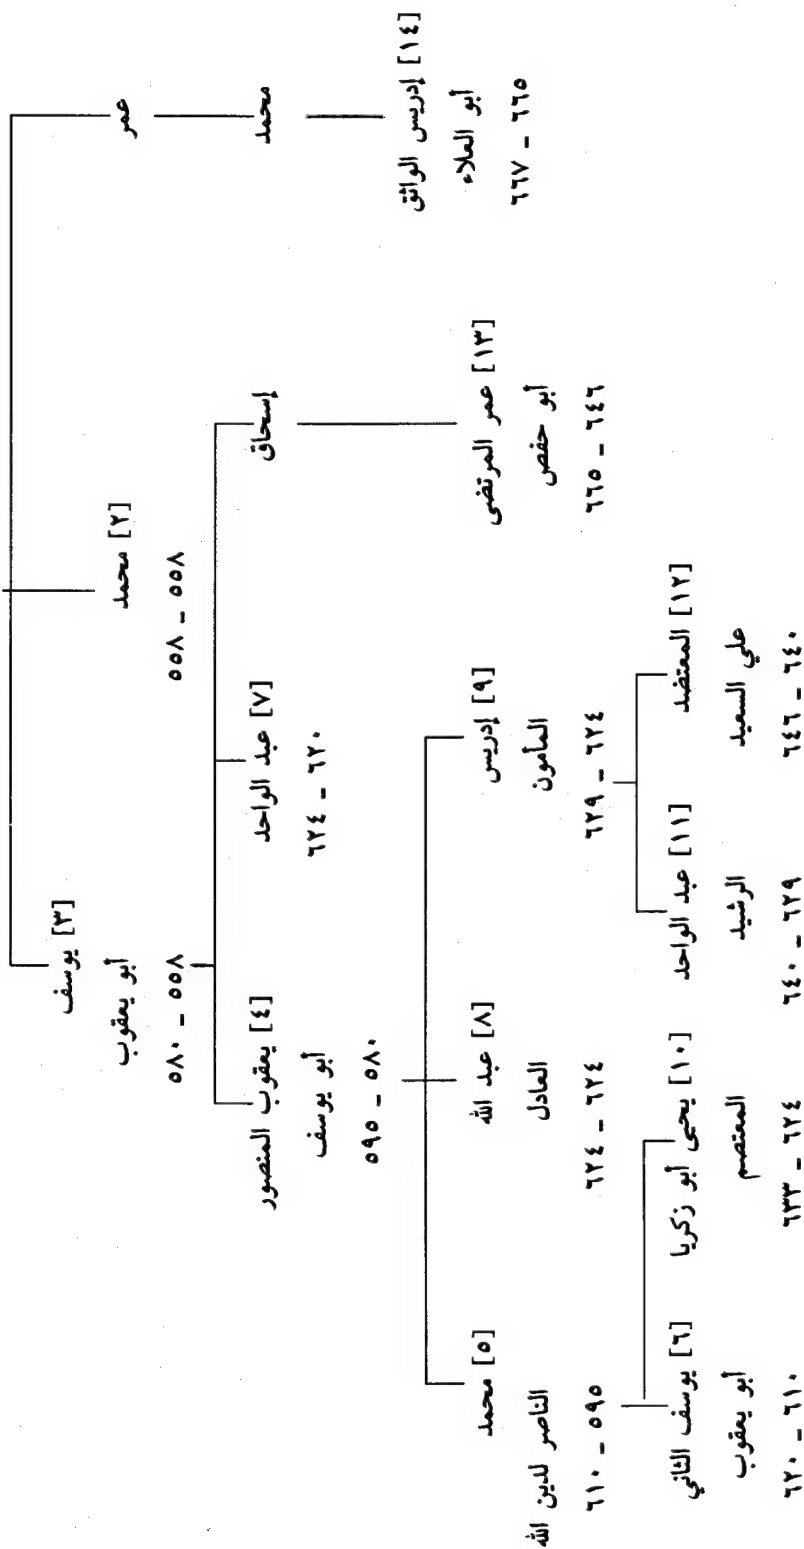 [٣] يوسف
أبو يعقوب
٥٥٨ - ٥٨٠
[٢] محمد
٥٥٨ - ٥٥٨
عمر
محمد
[١٤] إدريس الواثق
أبو العلاء
٦٦٥ - ٦٦٧
[٤] يعقوب المنصور
أبو يوسف
٥٨٠ - ٥٩٥
[٧] عبد الواحد
٦٢٠ - ٦٢٤
إسحاق
[١٣] عمر المرتضى
أبو حفص
٦٤٦ - ٦٦٥
[٥] محمد
الناصر لدين الله
٥٩٥ - ٦١٠
[٨] عبد الله
العادل
٦٢٤ - ٦٢٤
[٩] إدريس
المأمون
٦٢٤ - ٦٢٩
[٦] يوسف الثاني
أبو يعقوب
٦١٠ - ٦٢٠
[١٠] يحيى أبو زكريا
المعتصم
٦٢٤ - ٦٣٣
[١١] عبد الواحد
الرشيد
٦٢٩ - ٦٤٠
[١٢] المعتضد
علي السعيد
٦٤٠ - ٦٤٦